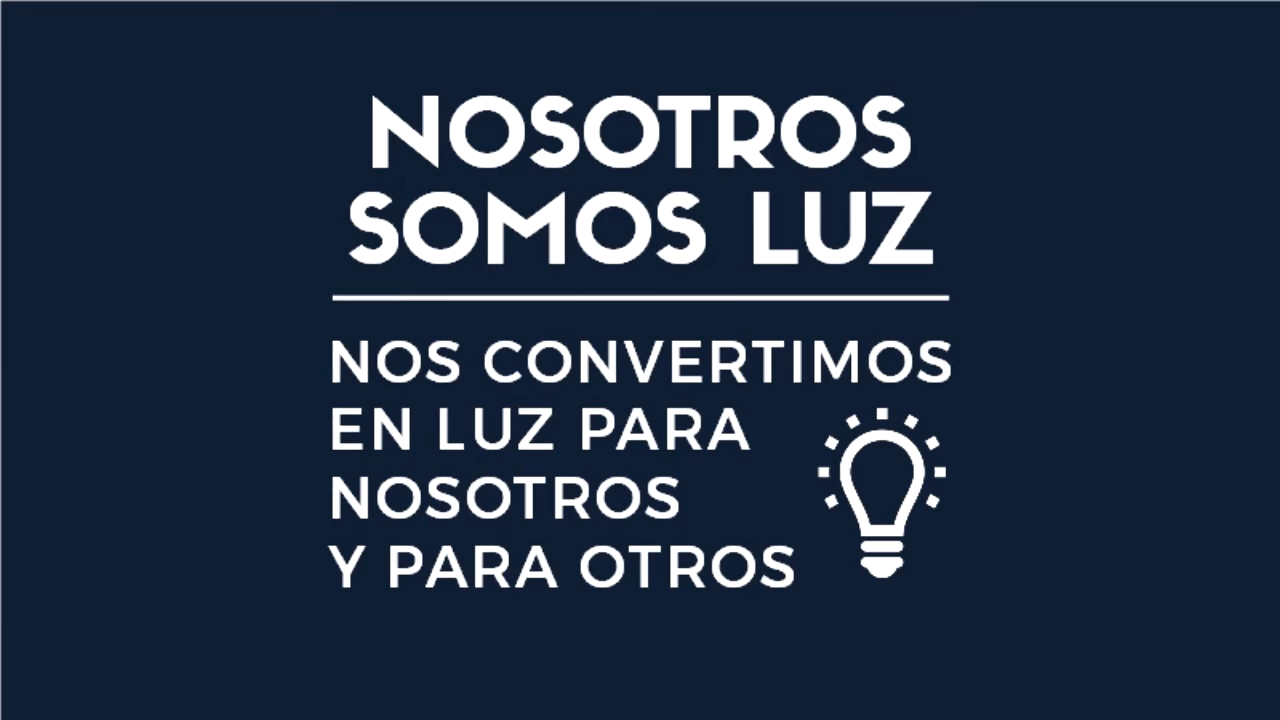 NOSOTROS
SOMOS LUZ
NOS CONVERTIMOS
EN LUZ PARA
NOSOTROS
Y PARA OTROS